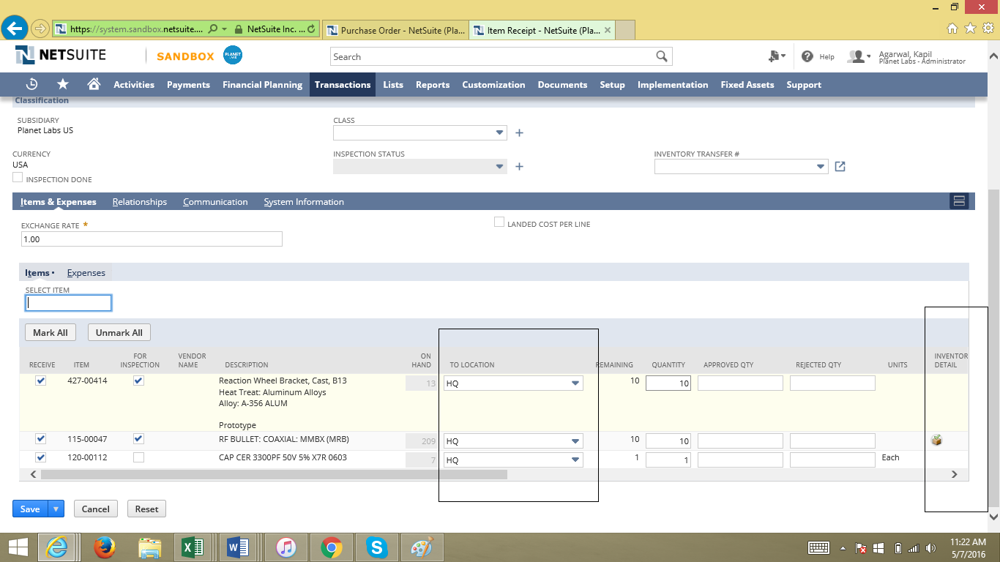 https://system.sandbox.netsuite....
NetSuite Inc. ...
Purchase Order - NetSuite (Pla...
Item Receipt - NetSuite (Pla...
NETSUITE
SANDBOX
PLANET LABS
Search
Help
Agarwal, Kapil
Planet Labs - Administrator
Activities
Payments
Financial Planning
Transactions
Lists
Reports
Customization
Documents
Setup
Implementation
Fixed Assets
Support
Classification
SUBSIDIARY
Planet Labs US
CLASS
CURRENCY
USA
INSPECTION STATUS
INVENTORY TRANSFER #
INSPECTION DONE
Items & Expenses
Relationships
Communication
System Information
EXCHANGE RATE *
1.00
LANDED COST PER LINE
Items •
Expenses
SELECT ITEM
Mark All
Unmark All
RECEIVE
ITEM
FOR INSPECTION
VENDOR NAME
DESCRIPTION
ON HAND
TO LOCATION
REMAINING
QUANTITY
APPROVED QTY
REJECTED QTY
UNITS
INVENTOR
DETAIL
427-00414
Reaction Wheel Bracket, Cast, B13
Heat Treat: Aluminum Alloys
Alloy: A-356 ALUM
Prototype
13
HQ
10
10
115-00047
RF BULLET: COAXIAL: MMBX (MRB)
209
HQ
10
10
120-00112
CAP CER 3300PF 50V 5% X7R 0603
7
HQ
1
1
Each
Save
Cancel
Reset
11:22 AM
5/7/2016